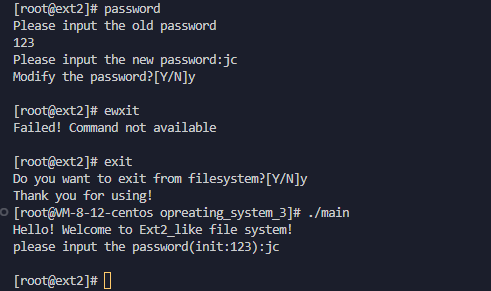 [root@ext2]# password
Please input the old password
123
Please input the new password:jc
Modify the password?[Y/N]y
[root@ext2]# ewxit
Failed! Command not available
[root@ext2]# exit
Do you want to exit from filesystem?[Y/N]y
Thank you for using!
[root@VM-8-12-centos opreating_system_3]# ./main
Hello! Welcome to Ext2_like file system!
please input the password(init:123):jc
[root@ext2]#